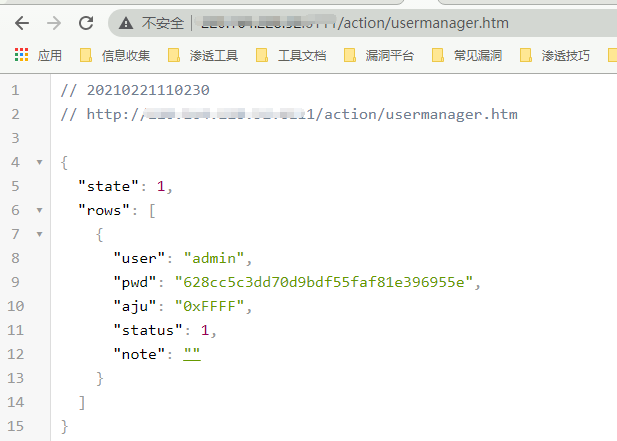 不安全 | /action/usermanager.htm
应用 信息收集 渗透工具 工具文档 漏洞平台 常见漏洞 渗透技巧
1 // 20210221110230
2 // http:// 1/action/usermanager.htm
3
4 {
5 "state": 1,
6 "rows": [
7 {
8 "user": "admin",
9 "pwd": "628cc5c3dd70d9bdf55faf81e396955e",
10 "aju": "0xFFFF",
11 "status": 1,
12 "note": ""
13 }
14 ]
15 }